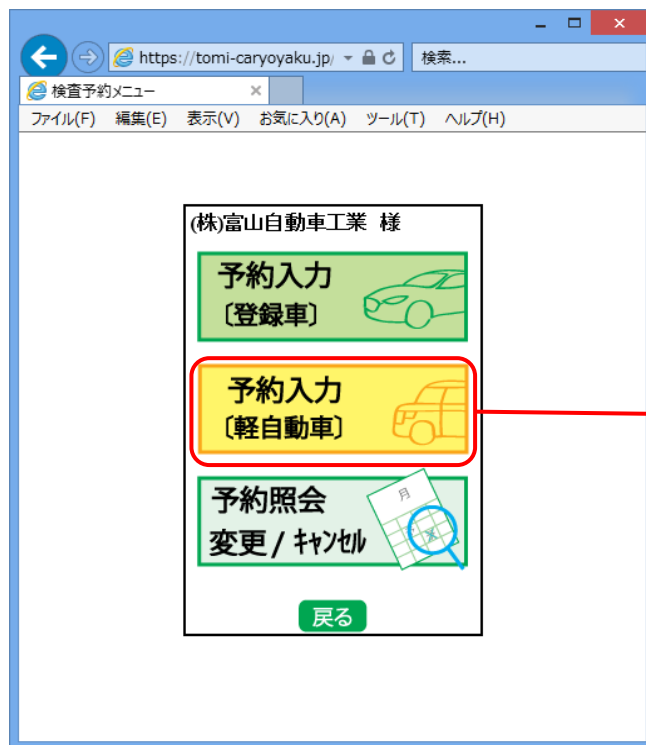 https://tomi-caryoyaku.jp/
検索...
検査予約メニュー
ファイル(F) 編集(E) 表示(V) お気に入り(A) ツール(T) ヘルプ(H)
(株)富山自動車工業 様
予約入力
〔登録車〕
予約入力
〔軽自動車〕
予約照会
月
変更 / ｷｬﾝｾﾙ
戻る